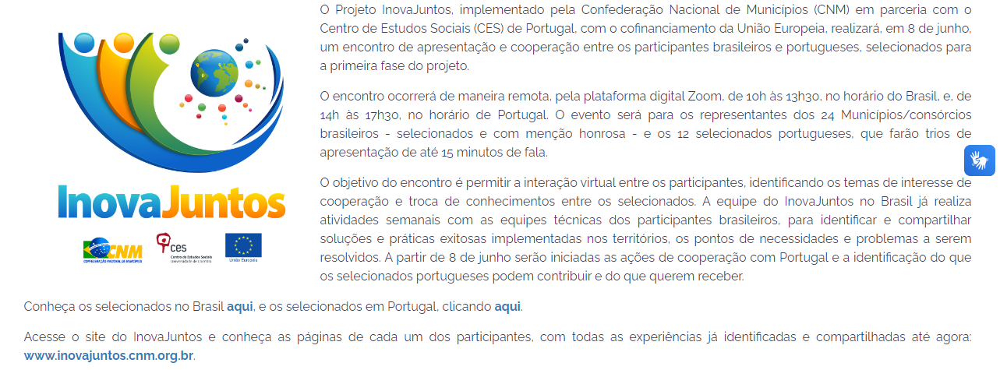 O Projeto InovaJuntos, implementado pela Confederação Nacional de Municípios (CNM) em parceria com o
Centro de Estudos Sociais (CES) de Portugal, com o cofinanciamento da União Europeia, realizará, em 8 de junho,
um encontro de apresentação e cooperação entre os participantes brasileiros e portugueses, selecionados para
a primeira fase do projeto.
O encontro ocorrerá de maneira remota, pela plataforma digital Zoom, de 10h às 13h30, no horário do Brasil, e, de
14h às 17h30, no horário de Portugal. O evento será para os representantes dos 24 Municípios/consórcios
brasileiros - selecionados e com menção honrosa - e os 12 selecionados portugueses, que farão trios de
apresentação de até 15 minutos de fala.
O objetivo do encontro é permitir a interação virtual entre os participantes, identificando os temas de interesse de
cooperação e troca de conhecimentos entre os selecionados. A equipe do InovaJuntos no Brasil já realiza
atividades semanais com as equipes técnicas dos participantes brasileiros, para identificar e compartilhar
soluções e práticas exitosas implementadas nos territórios, os pontos de necessidades e problemas a serem
resolvidos. A partir de 8 de junho serão iniciadas as ações de cooperação com Portugal e a identificação do que
os selecionados portugueses podem contribuir e do que querem receber.
InovaJuntos
CNM
CONFEDERAÇÃO NACIONAL DE MUNICÍPIOS
ces
Centro de Estudos Sociais
Universidade de Coimbra
União Europeia
Conheça os selecionados no Brasil aqui, e os selecionados em Portugal, clicando aqui.
Acesse o site do InovaJuntos e conheça as páginas de cada um dos participantes, com todas as experiências já identificadas e compartilhadas até agora:
www.inovajuntos.cnm.org.br.